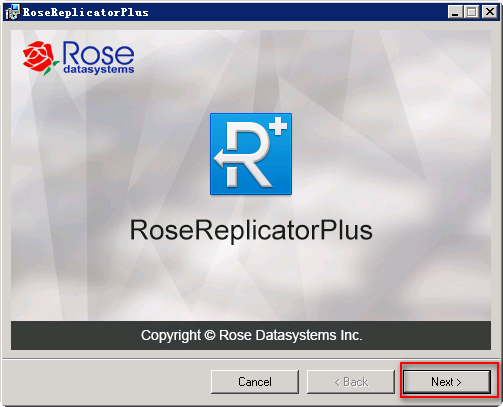 RoseReplicatorPlus
Rose
datasystems
R+
RoseReplicatorPlus
Copyright © Rose Datasystems Inc.
Cancel
< Back
Next >